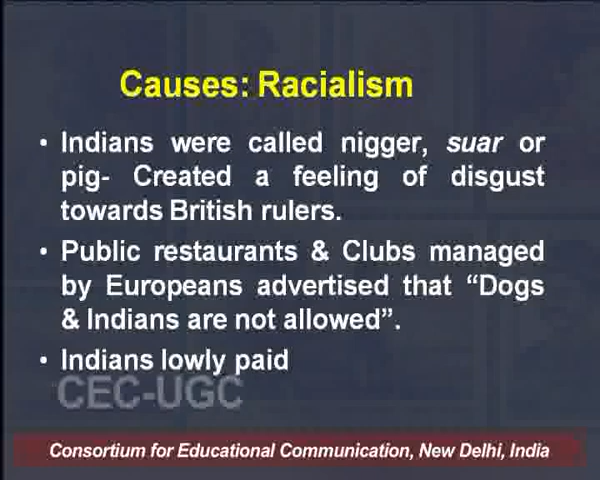 Causes: Racialism
• Indians were called nigger, suar or
pig- Created a feeling of disgust
towards British rulers.
• Public restaurants & Clubs managed
by Europeans advertised that “Dogs
& Indians are not allowed”.
• Indians lowly paid
CEC-UGC
Consortium for Educational Communication, New Delhi, India